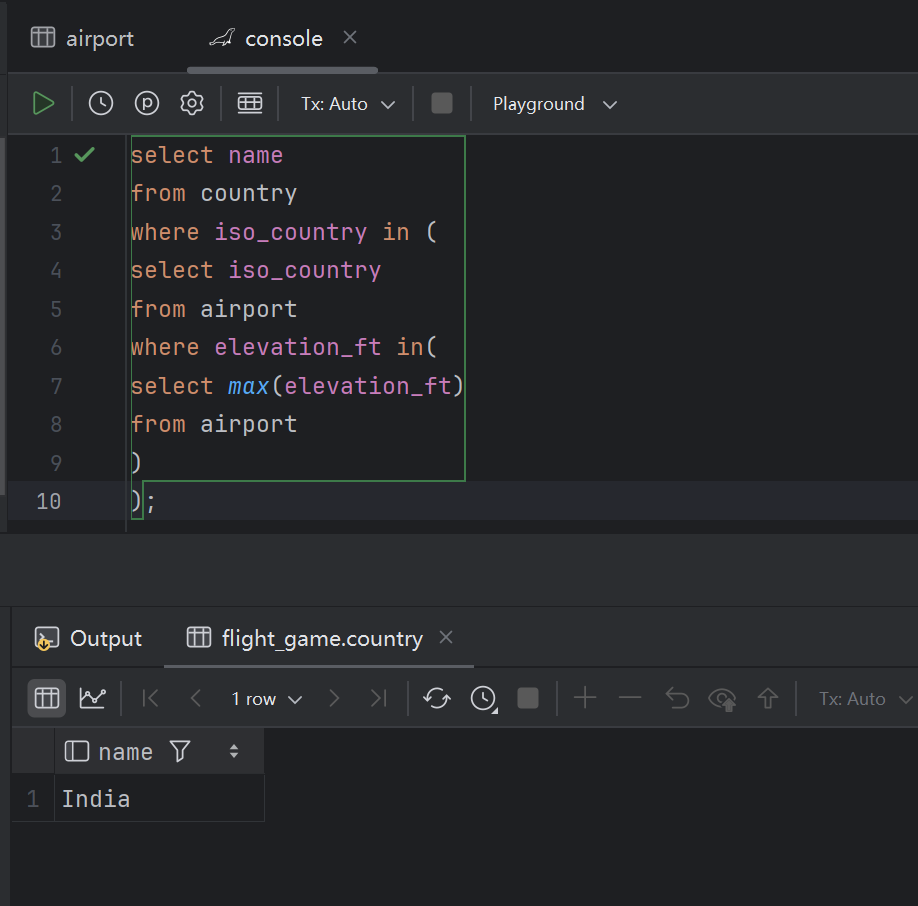 airport console
Tx: Auto Playground
1 select name
2 from country
3 where iso_country in (
4 select iso_country
5 from airport
6 where elevation_ft in(
7 select max(elevation_ft)
8 from airport
9 )
10 );
Output flight_game.country
1 row Tx: Auto
name
1 India